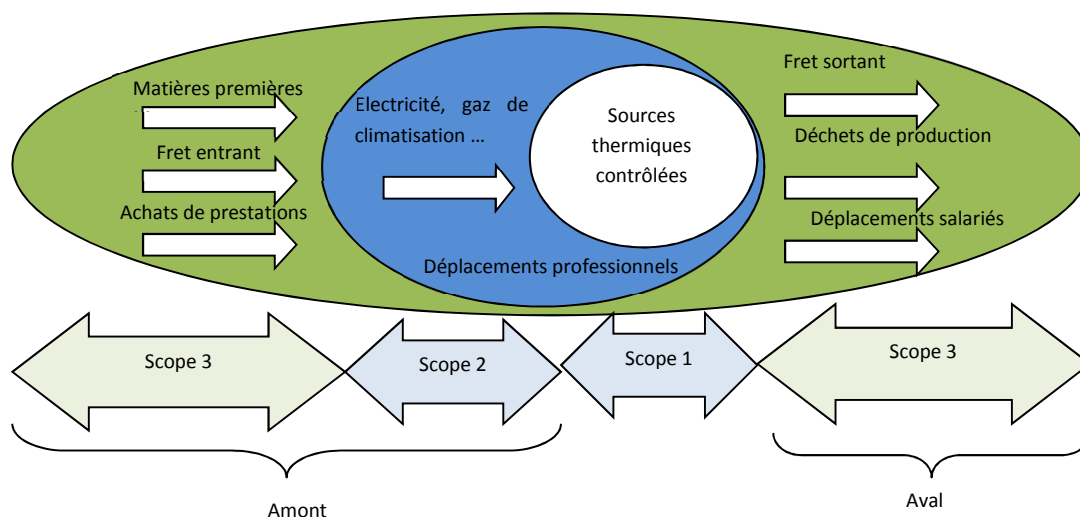 Matières premières
Fret entrant
Achats de prestations
Electricité, gaz de
climatisation ...
Déplacements professionnels
Sources
thermiques
contrôlées
Fret sortant
Déchets de production
Déplacements salariés
Scope 3
Scope 2
Scope 1
Scope 3
Amont
Aval